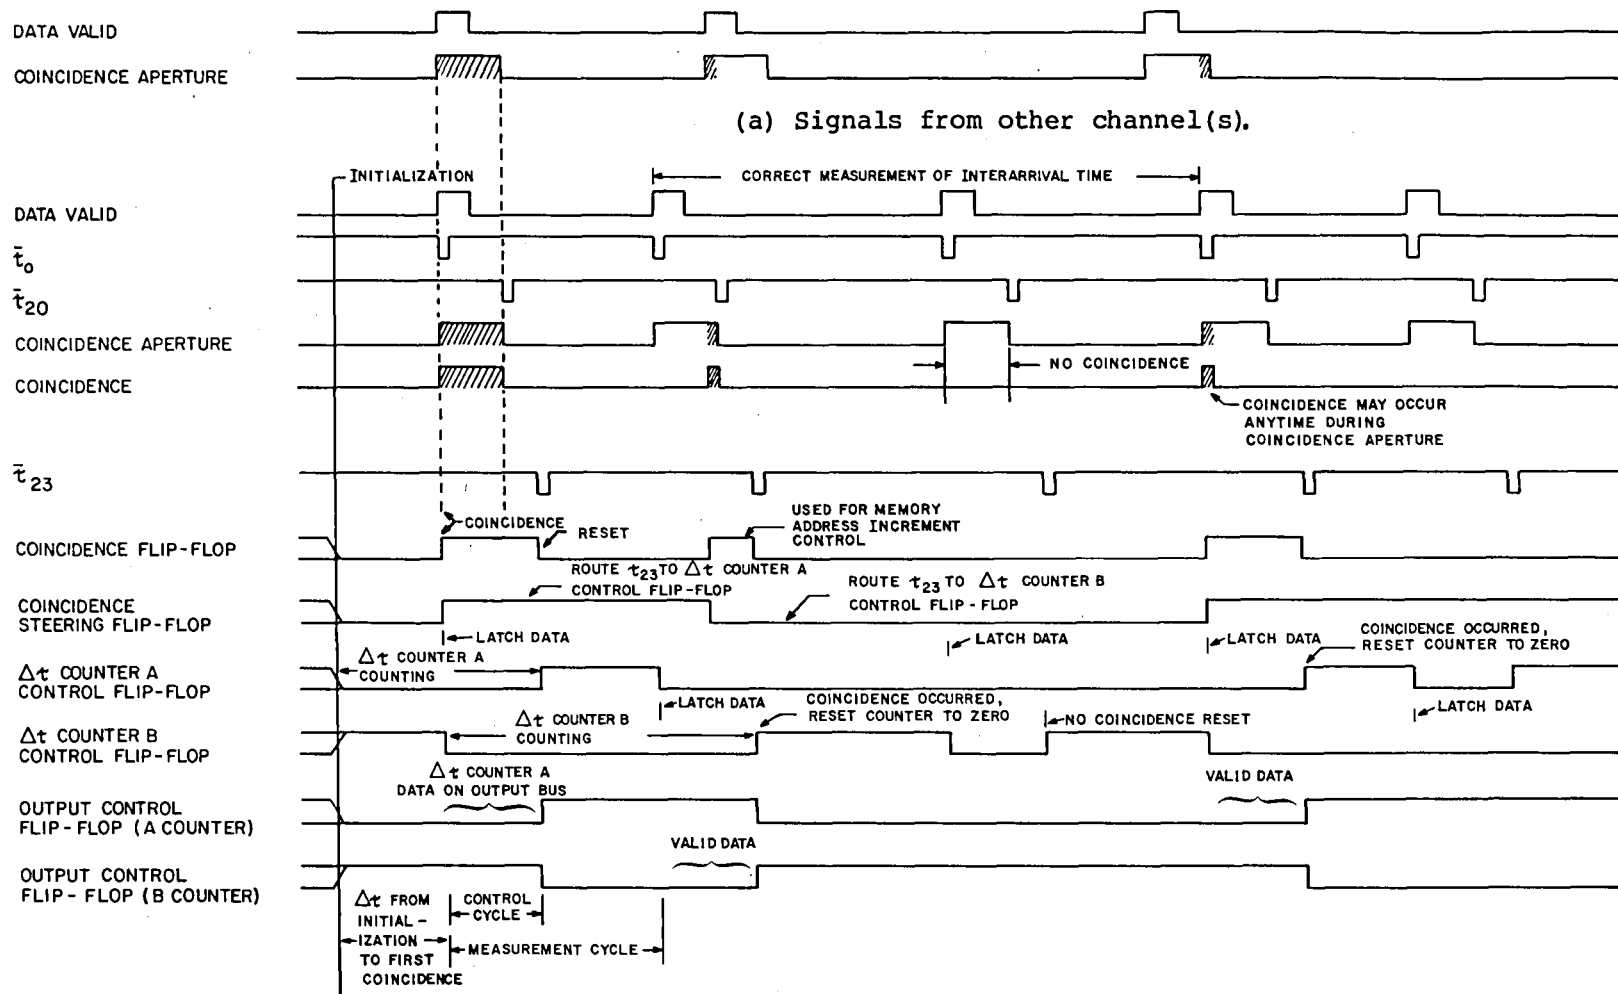 DATA VALID
COINCIDENCE APERTURE
(a) Signals from other channel(s).
INITIALIZATION
CORRECT MEASUREMENT OF INTERARRIVAL TIME
DATA VALID
t̄0
t̄20
COINCIDENCE APERTURE
NO COINCIDENCE
COINCIDENCE
COINCIDENCE MAY OCCUR
ANYTIME DURING
COINCIDENCE APERTURE
t̄23
COINCIDENCE
USED FOR MEMORY
ADDRESS INCREMENT
CONTROL
RESET
COINCIDENCE FLIP-FLOP
ROUTE t23 TO Δt COUNTER A
CONTROL FLIP-FLOP
ROUTE t23 TO Δt COUNTER B
CONTROL FLIP-FLOP
COINCIDENCE
STEERING FLIP-FLOP
LATCH DATA
LATCH DATA
LATCH DATA
COINCIDENCE OCCURRED,
RESET COUNTER TO ZERO
Δt COUNTER A
COUNTING
Δt COUNTER A
CONTROL FLIP-FLOP
LATCH DATA
COINCIDENCE OCCURRED,
RESET COUNTER TO ZERO
LATCH DATA
Δt COUNTER B
COUNTING
NO COINCIDENCE RESET
Δt COUNTER B
CONTROL FLIP-FLOP
Δt COUNTER A
DATA ON OUTPUT BUS
VALID DATA
OUTPUT CONTROL
FLIP-FLOP (A COUNTER)
VALID DATA
OUTPUT CONTROL
FLIP-FLOP (B COUNTER)
Δt FROM
INITIAL-
IZATION
TO FIRST
COINCIDENCE
CONTROL
CYCLE
MEASUREMENT CYCLE